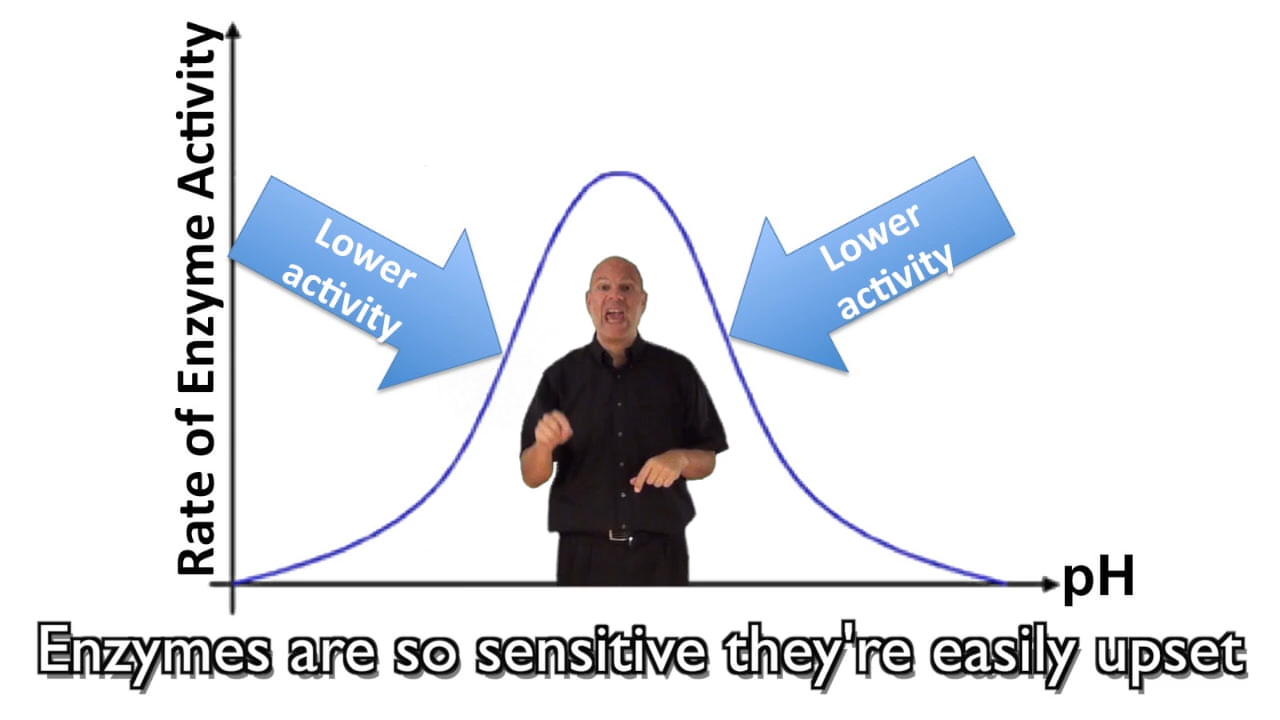 Rate of Enzyme Activity
Lower
activity
Lower
activity
pH
Enzymes are so sensitive they're easily upset